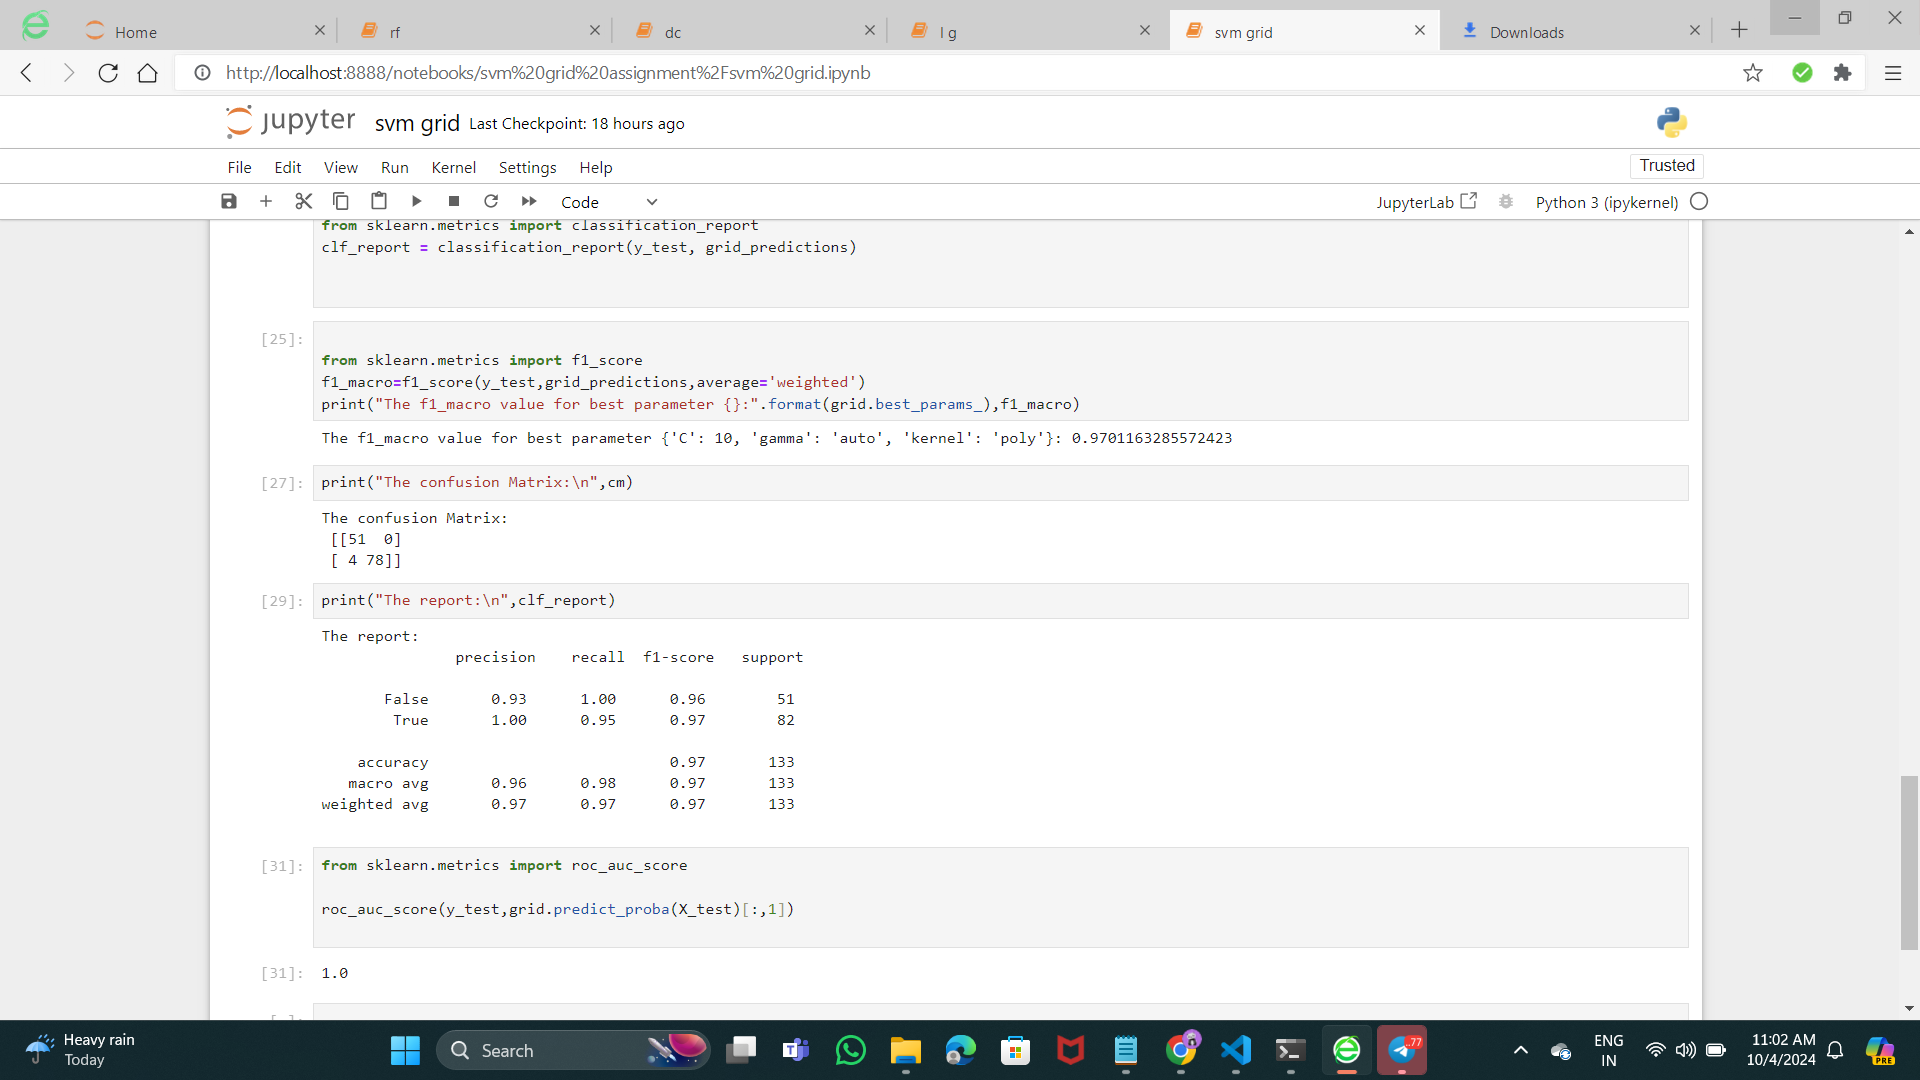 Home
rf
dc
l g
svm grid
Downloads
http://localhost:8888/notebooks/svm%20grid%20assignment%2Fsvm%20grid.ipynb
jupyter svm grid Last Checkpoint: 18 hours ago
File Edit View Run Kernel Settings Help
Trusted
Code
JupyterLab
Python 3 (ipykernel)
from sklearn.metrics import classification_report
clf_report = classification_report(y_test, grid_predictions)
[25]:
from sklearn.metrics import f1_score
f1_macro=f1_score(y_test,grid_predictions,average='weighted')
print("The f1_macro value for best parameter {}:".format(grid.best_params_),f1_macro)
The f1_macro value for best parameter {'C': 10, 'gamma': 'auto', 'kernel': 'poly'}: 0.9701163285572423
[27]: print("The confusion Matrix:\n",cm)
The confusion Matrix:
[[51  0]
[ 4 78]]
[29]: print("The report:\n",clf_report)
The report:
precision recall f1-score support
False 0.93 1.00 0.96 51
True 1.00 0.95 0.97 82
accuracy 0.97 133
macro avg 0.96 0.98 0.97 133
weighted avg 0.97 0.97 0.97 133
[31]: from sklearn.metrics import roc_auc_score
roc_auc_score(y_test,grid.predict_proba(X_test)[:,1])
[31]: 1.0
Heavy rain
Today
Search
..77
ENG
IN
11:02 AM
10/4/2024
PRE